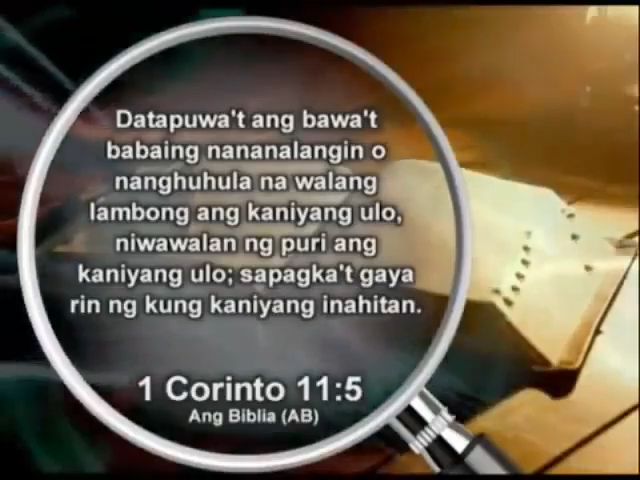 Datapuwa't ang bawa't
babaing nananalangin o
nanghuhula na walang
lambong ang kaniyang ulo,
niwawalan ng puri ang
kaniyang ulo; sapagka't gaya
rin ng kung kaniyang inahitan.
1 Corinto 11:5
Ang Biblia (AB)